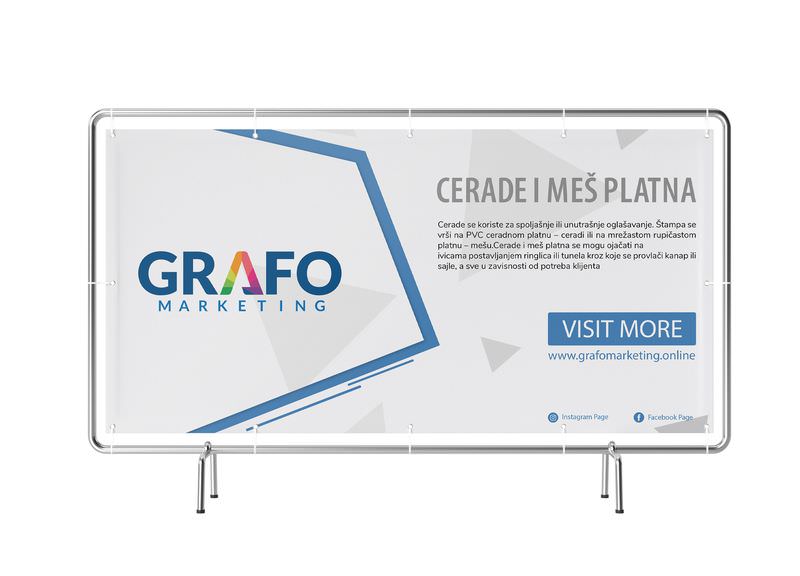 GRAFO
MARKETING
CERADE I MEŠ PLATNA
Cerade se koriste za spoljašnje ili unutrašnje oglašavanje. Štampa se
vrši na PVC ceradnom platnu – ceradi ili na mrežastom rupičastom
platnu – mešu.Cerade i meš platna se mogu ojačati na
ivicama postavljanjem ringlica ili tunela kroz koje se provlači kanap ili
sajle, a sve u zavisnosti od potreba klijenta
VISIT MORE
www.grafomarketing.online
Instagram Page
Facebook Page